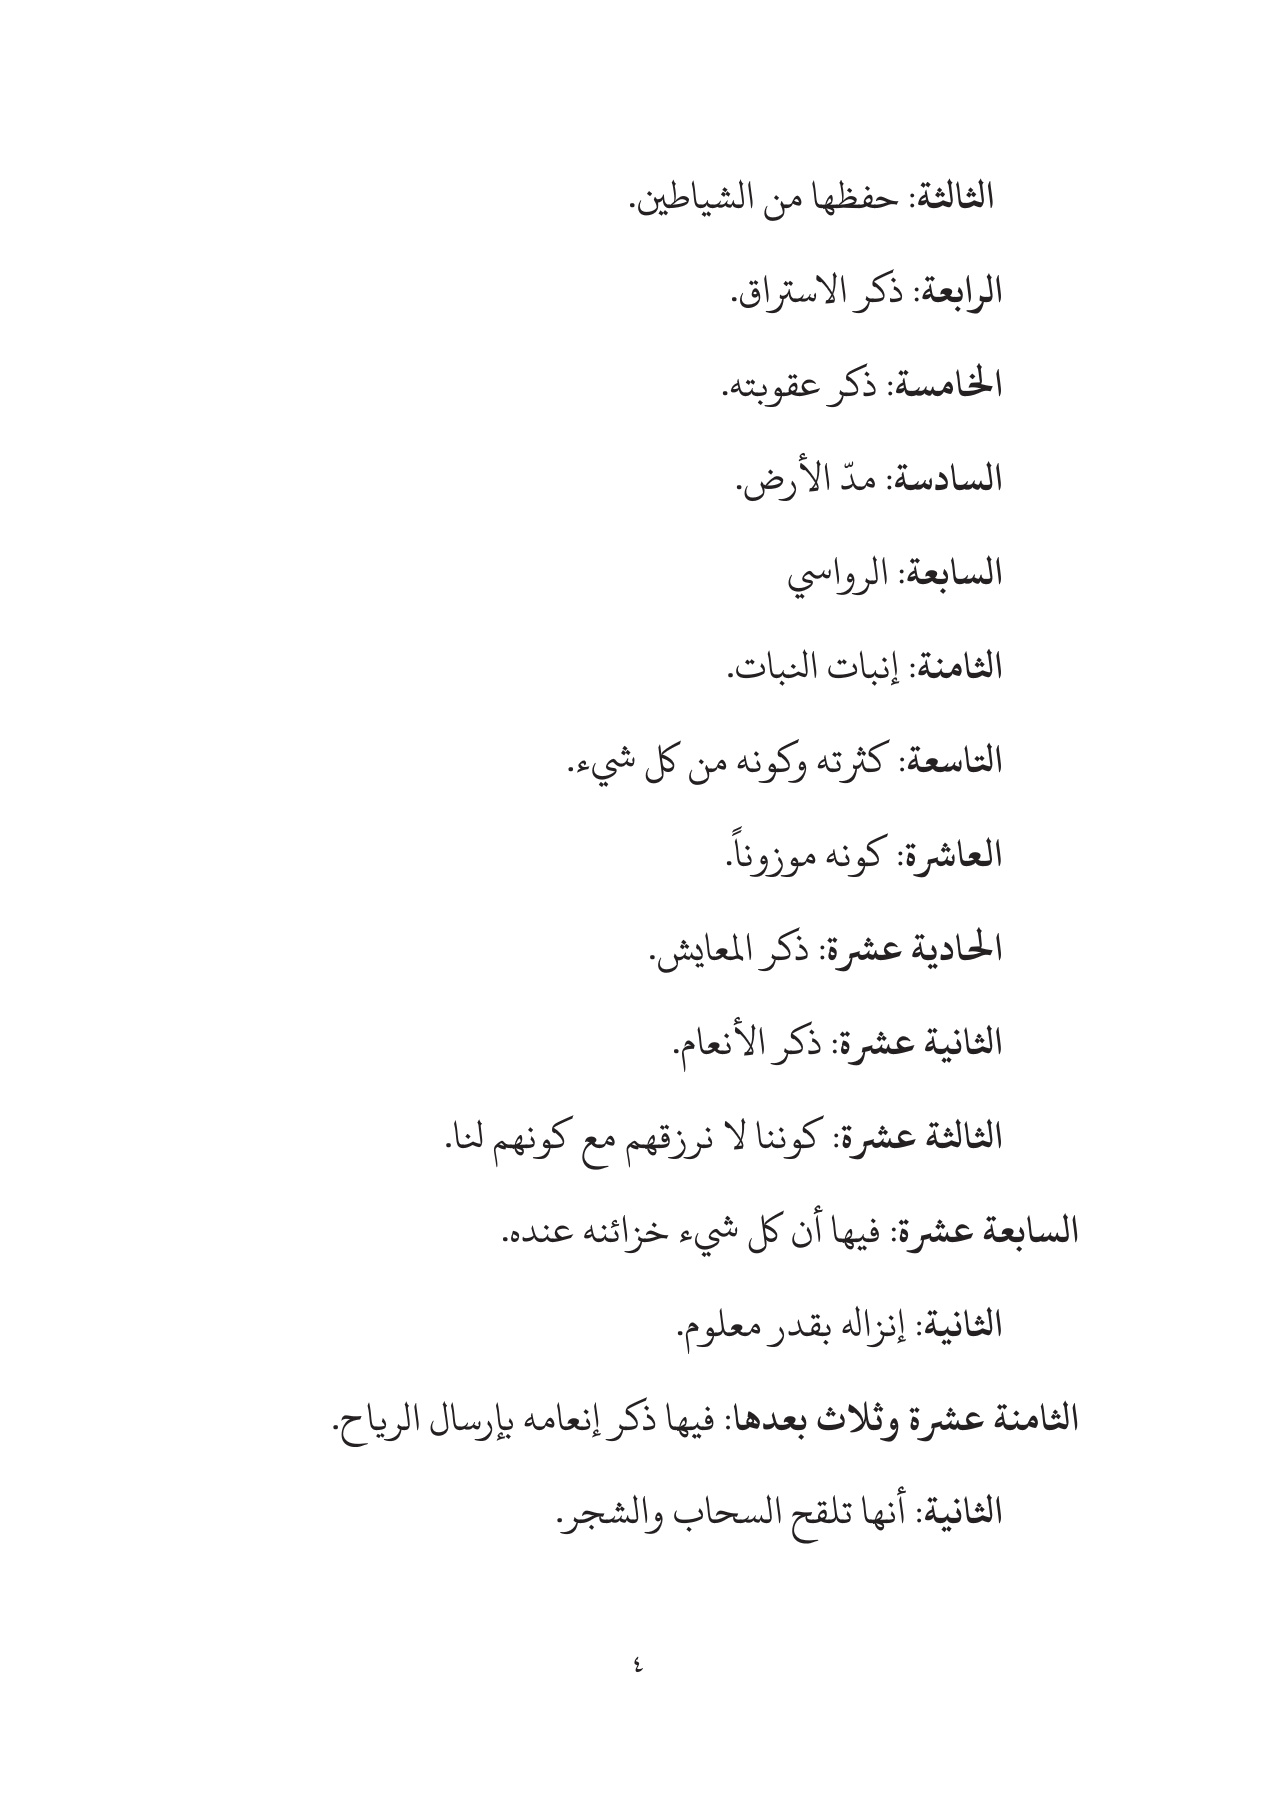 الثالثة: حفظها من الشياطين.
الرابعة: ذكر الاستراق.
الخامسة: ذكر عقوبته.
السادسة: مدّ الأرض.
السابعة: الرواسي
الثامنة: إنبات النبات.
التاسعة: كثرته وكونه من كل شيء.
العاشرة: كونه موزوناً.
الحادية عشرة: ذكر المعايش.
الثانية عشرة: ذكر الأنعام.
الثالثة عشرة: كوننا لا نرزقهم مع كونهم لنا.
السابعة عشرة: فيها أن كل شيء خزائنه عنده.
الثانية: إنزاله بقدر معلوم.
الثامنة عشرة وثلاث بعدها: فيها ذكر إنعامه بإرسال الرياح.
الثانية: أنها تلقح السحاب والشجر.
٤